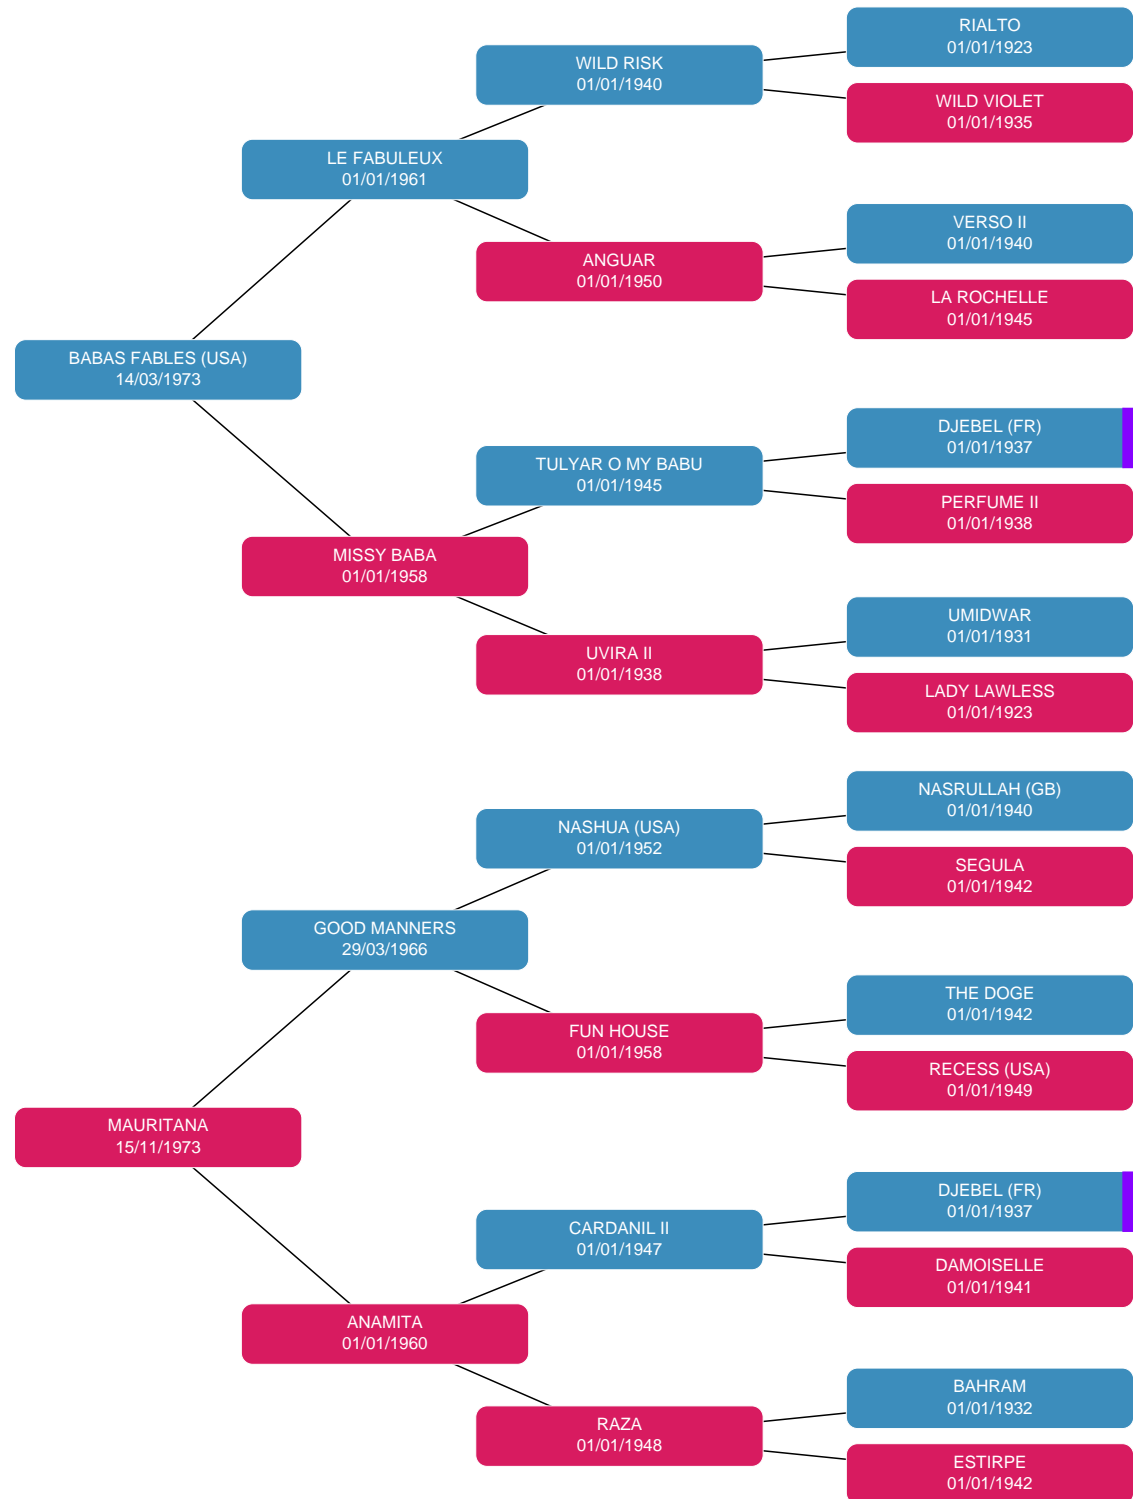 RIALTO
01/01/1923
WILD RISK
01/01/1940
WILD VIOLET
01/01/1935
LE FABULEUX
01/01/1961
VERSO II
01/01/1940
ANGUAR
01/01/1950
LA ROCHELLE
01/01/1945
BABAS FABLES (USA)
14/03/1973
DJEBEL (FR)
01/01/1937
TULYAR O MY BABU
01/01/1945
PERFUME II
01/01/1938
MISSY BABA
01/01/1958
UMIDWAR
01/01/1931
UVIRA II
01/01/1938
LADY LAWLESS
01/01/1923
NASRULLAH (GB)
01/01/1940
NASHUA (USA)
01/01/1952
SEGULA
01/01/1942
GOOD MANNERS
29/03/1966
THE DOGE
01/01/1942
FUN HOUSE
01/01/1958
RECESS (USA)
01/01/1949
MAURITANA
15/11/1973
DJEBEL (FR)
01/01/1937
CARDANIL II
01/01/1947
DAMOISELLE
01/01/1941
ANAMITA
01/01/1960
BAHRAM
01/01/1932
RAZA
01/01/1948
ESTIRPE
01/01/1942